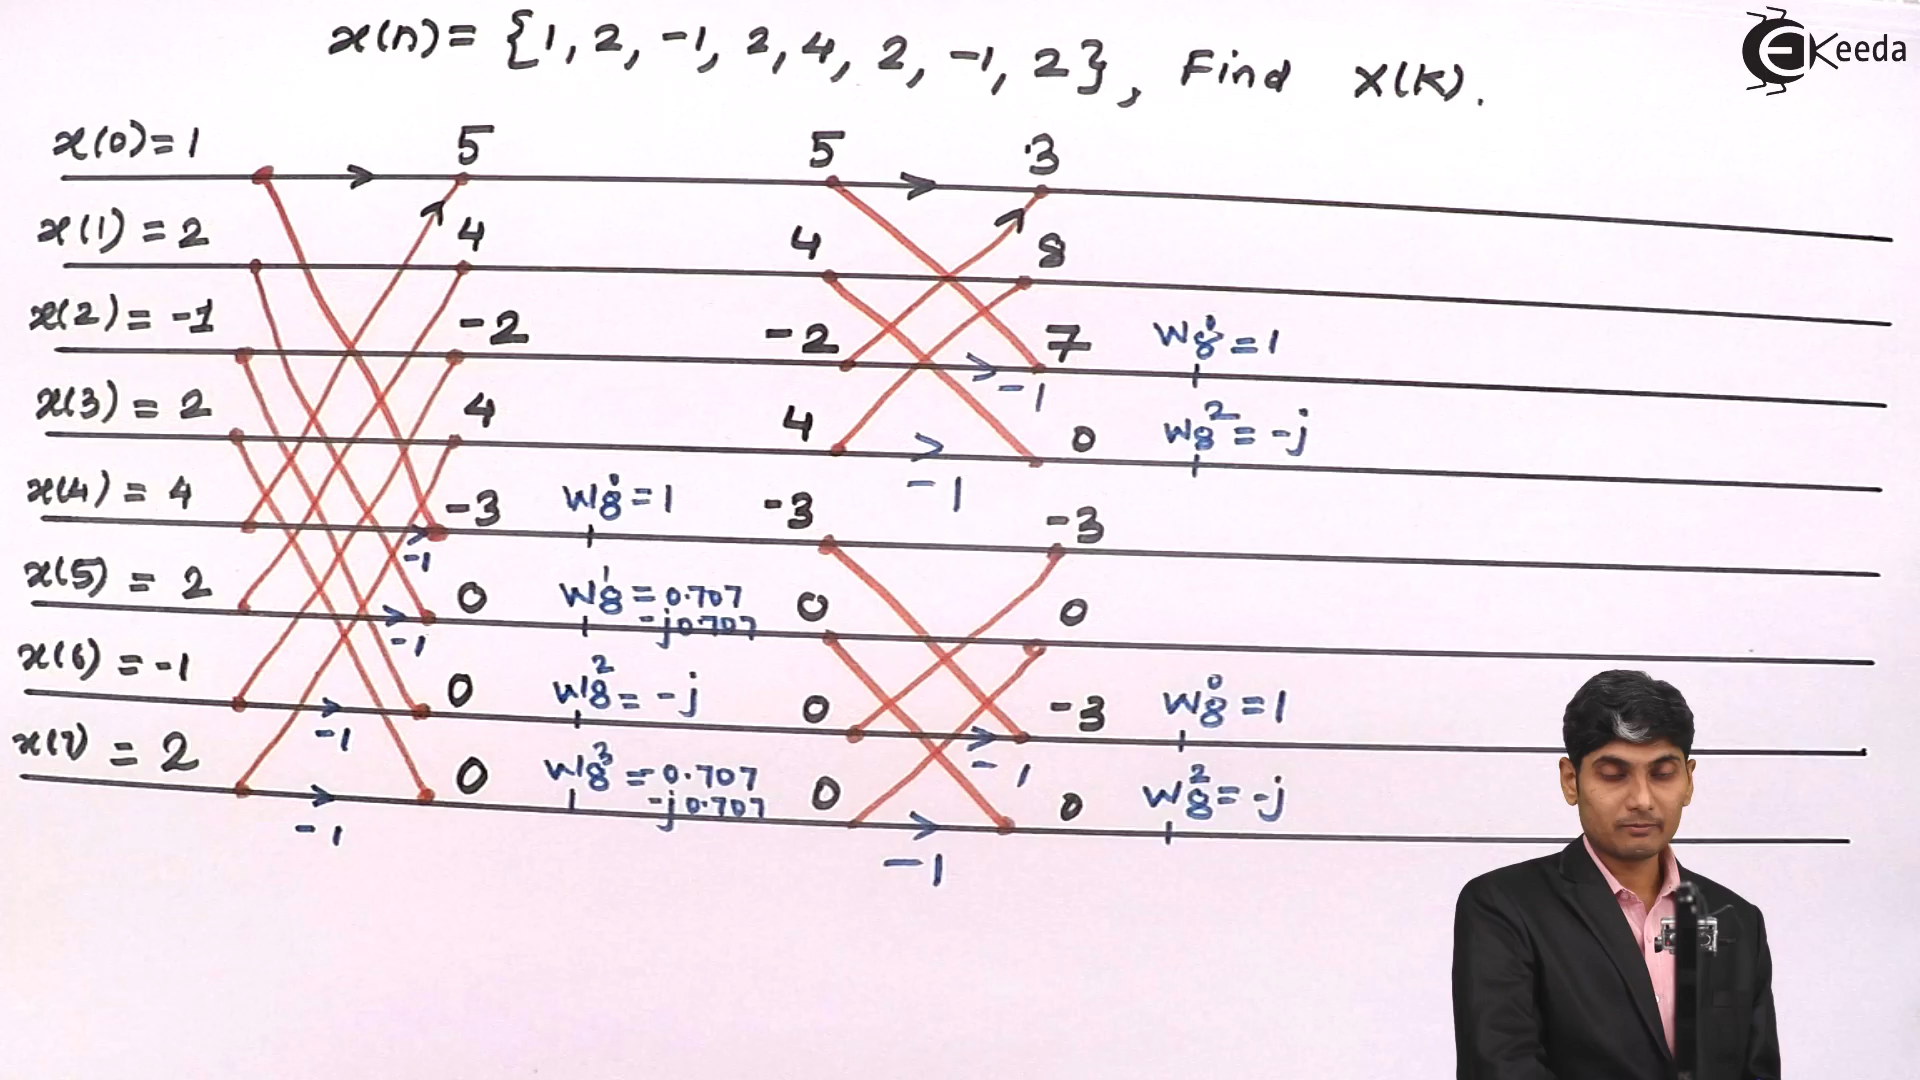 x(n) = {1, 2, -1, 2, 4, 2, -1, 2}, Find X(K).
EKeeda
x(0) = 1
5
5
3
x(1) = 2
4
4
8
x(2) = -1
-2
-2
7
W8^0 = 1
-1
x(3) = 2
4
4
0
W8^2 = -j
-1
x(4) = 4
-3
W8^0 = 1
-3
-3
-1
x(5) = 2
0
W8^1 = 0.707
-j0.707
0
0
-1
x(6) = -1
0
W8^2 = -j
0
-3
W8^0 = 1
-1
-1
x(7) = 2
0
W8^3 = -0.707
-j0.707
0
0
W8^2 = -j
-1
-1